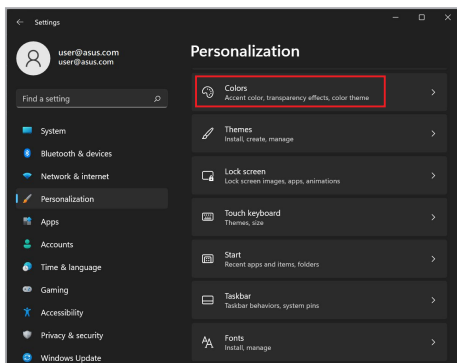 Settings
user@asus.com
user@asus.com
Find a setting
System
Bluetooth & devices
Network & internet
Personalization
Apps
Accounts
Time & language
Gaming
Accessibility
Privacy & security
Windows Update
Personalization
Colors
Accent color, transparency effects, color theme
Themes
Install, create, manage
Lock screen
Lock screen images, apps, animations
Touch keyboard
Themes, size
Start
Recent apps and items, folders
Taskbar
Taskbar behaviors, system pins
Fonts
Install, manage